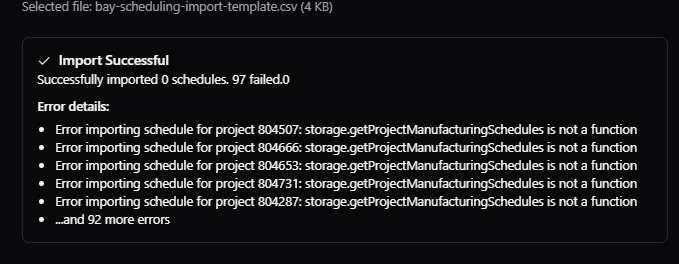 Selected file: bay-scheduling-import-template.csv (4 KB)
✓ Import Successful
Successfully imported 0 schedules. 97 failed.0
Error details:
• Error importing schedule for project 804507: storage.getProjectManufacturingSchedules is not a function
• Error importing schedule for project 804666: storage.getProjectManufacturingSchedules is not a function
• Error importing schedule for project 804653: storage.getProjectManufacturingSchedules is not a function
• Error importing schedule for project 804731: storage.getProjectManufacturingSchedules is not a function
• Error importing schedule for project 804287: storage.getProjectManufacturingSchedules is not a function
• ...and 92 more errors